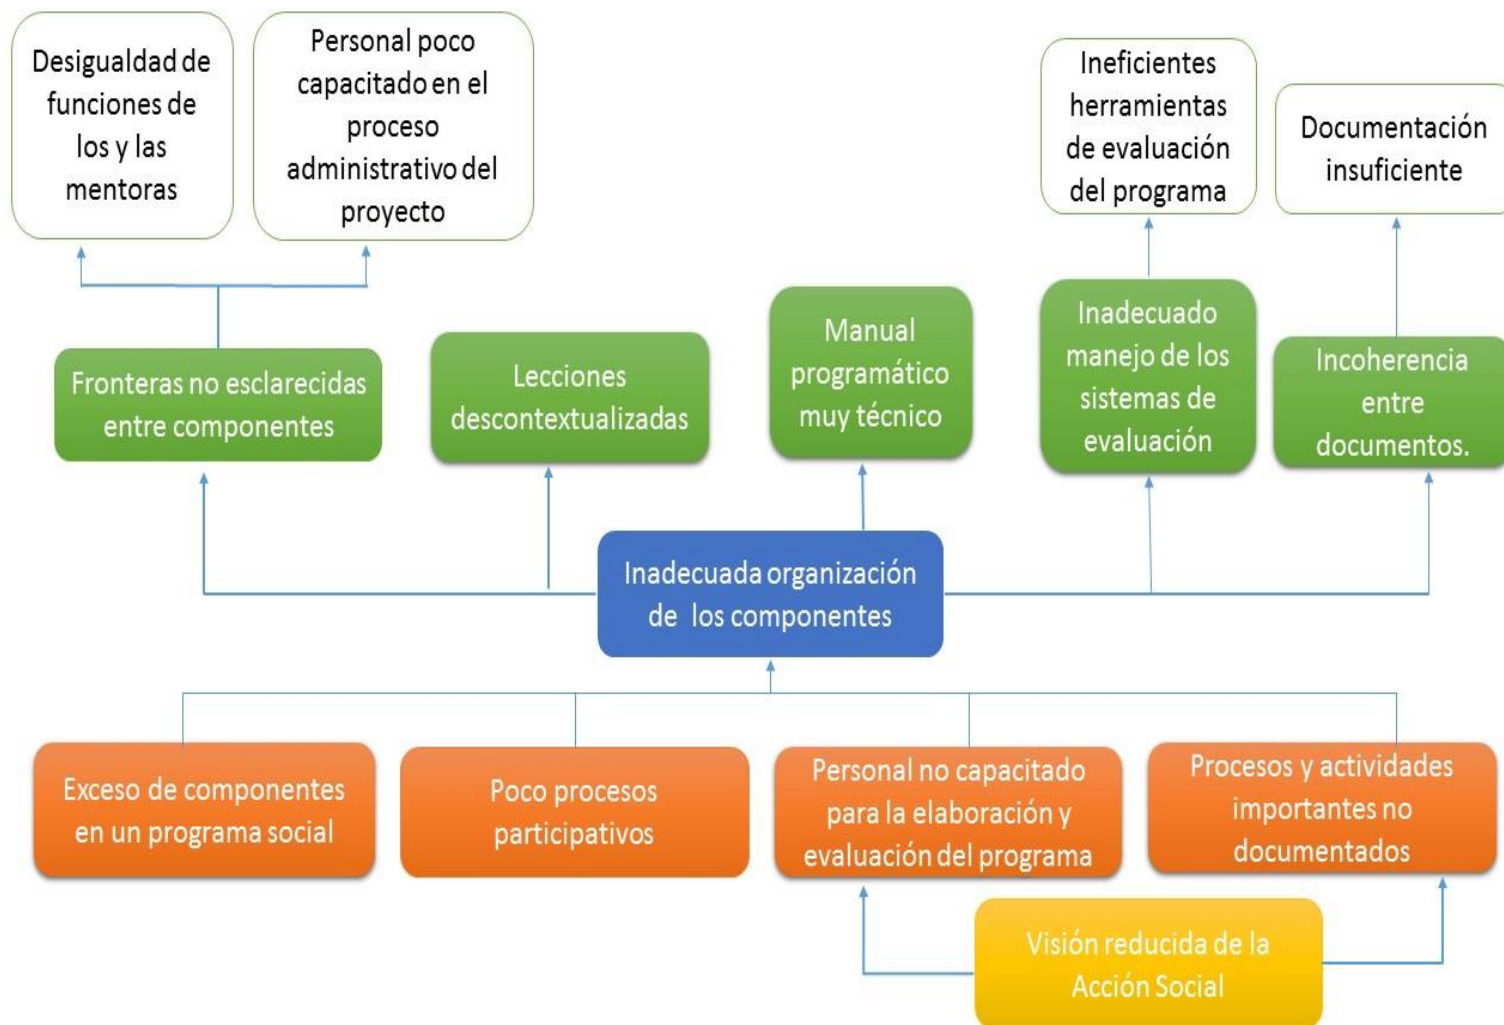 Desigualdad de
funciones de
los y las
mentoras
Personal poco
capacitado en el
proceso
administrativo del
proyecto
Ineficientes
herramientas
de evaluación
del programa
Documentación
insuficiente
Fronteras no esclarecidas
entre componentes
Lecciones
descontextualizadas
Manual
programático
muy técnico
Inadecuado
manejo de los
sistemas de
evaluación
Incoherencia
entre
documentos.
Inadecuada organización
de los componentes
Exceso de componentes
en un programa social
Poco procesos
participativos
Personal no capacitado
para la elaboración y
evaluación del programa
Procesos y actividades
importantes no
documentados
Visión reducida de la
Acción Social